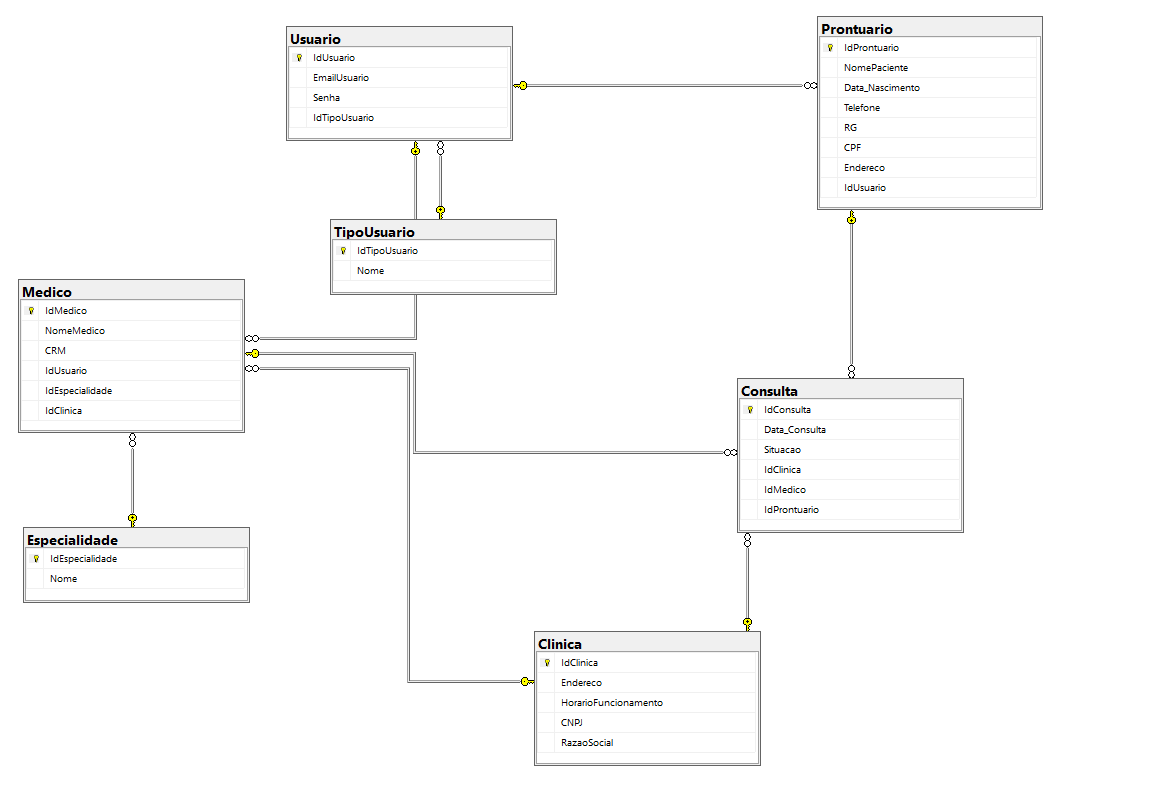 Usuario
IdUsuario
EmailUsuario
Senha
IdTipoUsuario
Prontuario
IdProntuario
NomePaciente
Data_Nascimento
Telefone
RG
CPF
Endereco
IdUsuario
TipoUsuario
IdTipoUsuario
Nome
Medico
IdMedico
NomeMedico
CRM
IdUsuario
IdEspecialidade
IdClinica
Consulta
IdConsulta
Data_Consulta
Situacao
IdClinica
IdMedico
IdProntuario
Especialidade
IdEspecialidade
Nome
Clinica
IdClinica
Endereco
HorarioFuncionamento
CNPJ
RazaoSocial